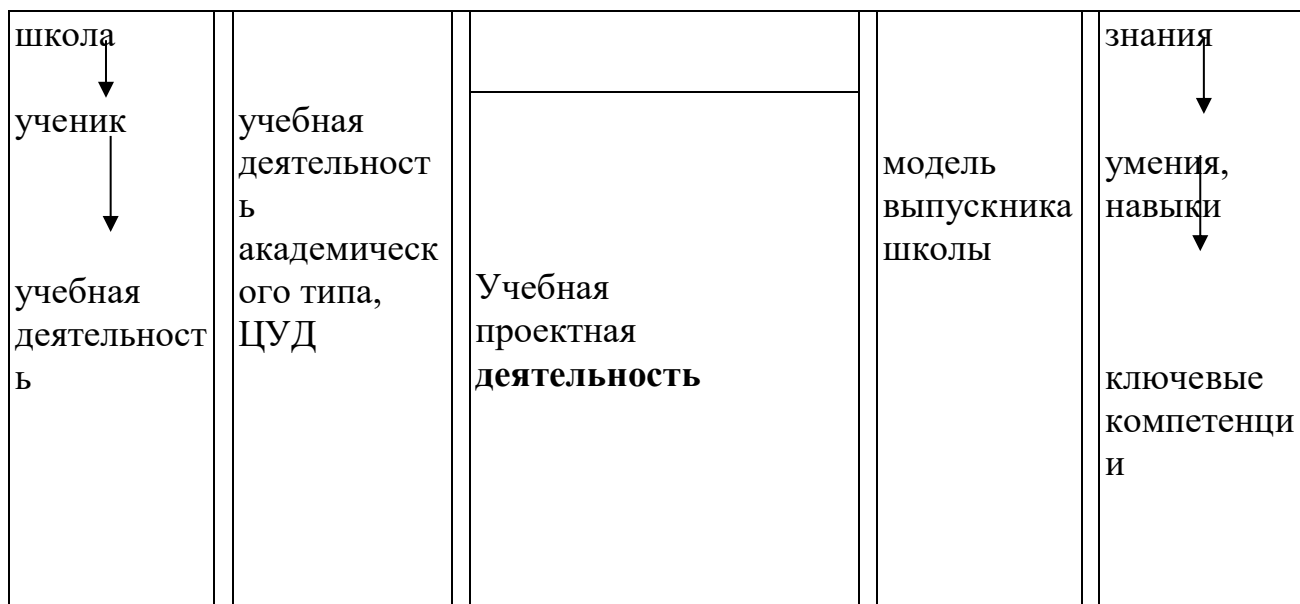 школа
ученик
учебная
деятельност
ь
учебная
деятельност
ь
академическ
ого типа,
ЦУД
Учебная
проектная
деятельность
модель
выпускника
школы
знания
умения,
навыки
ключевые
компетенци
и